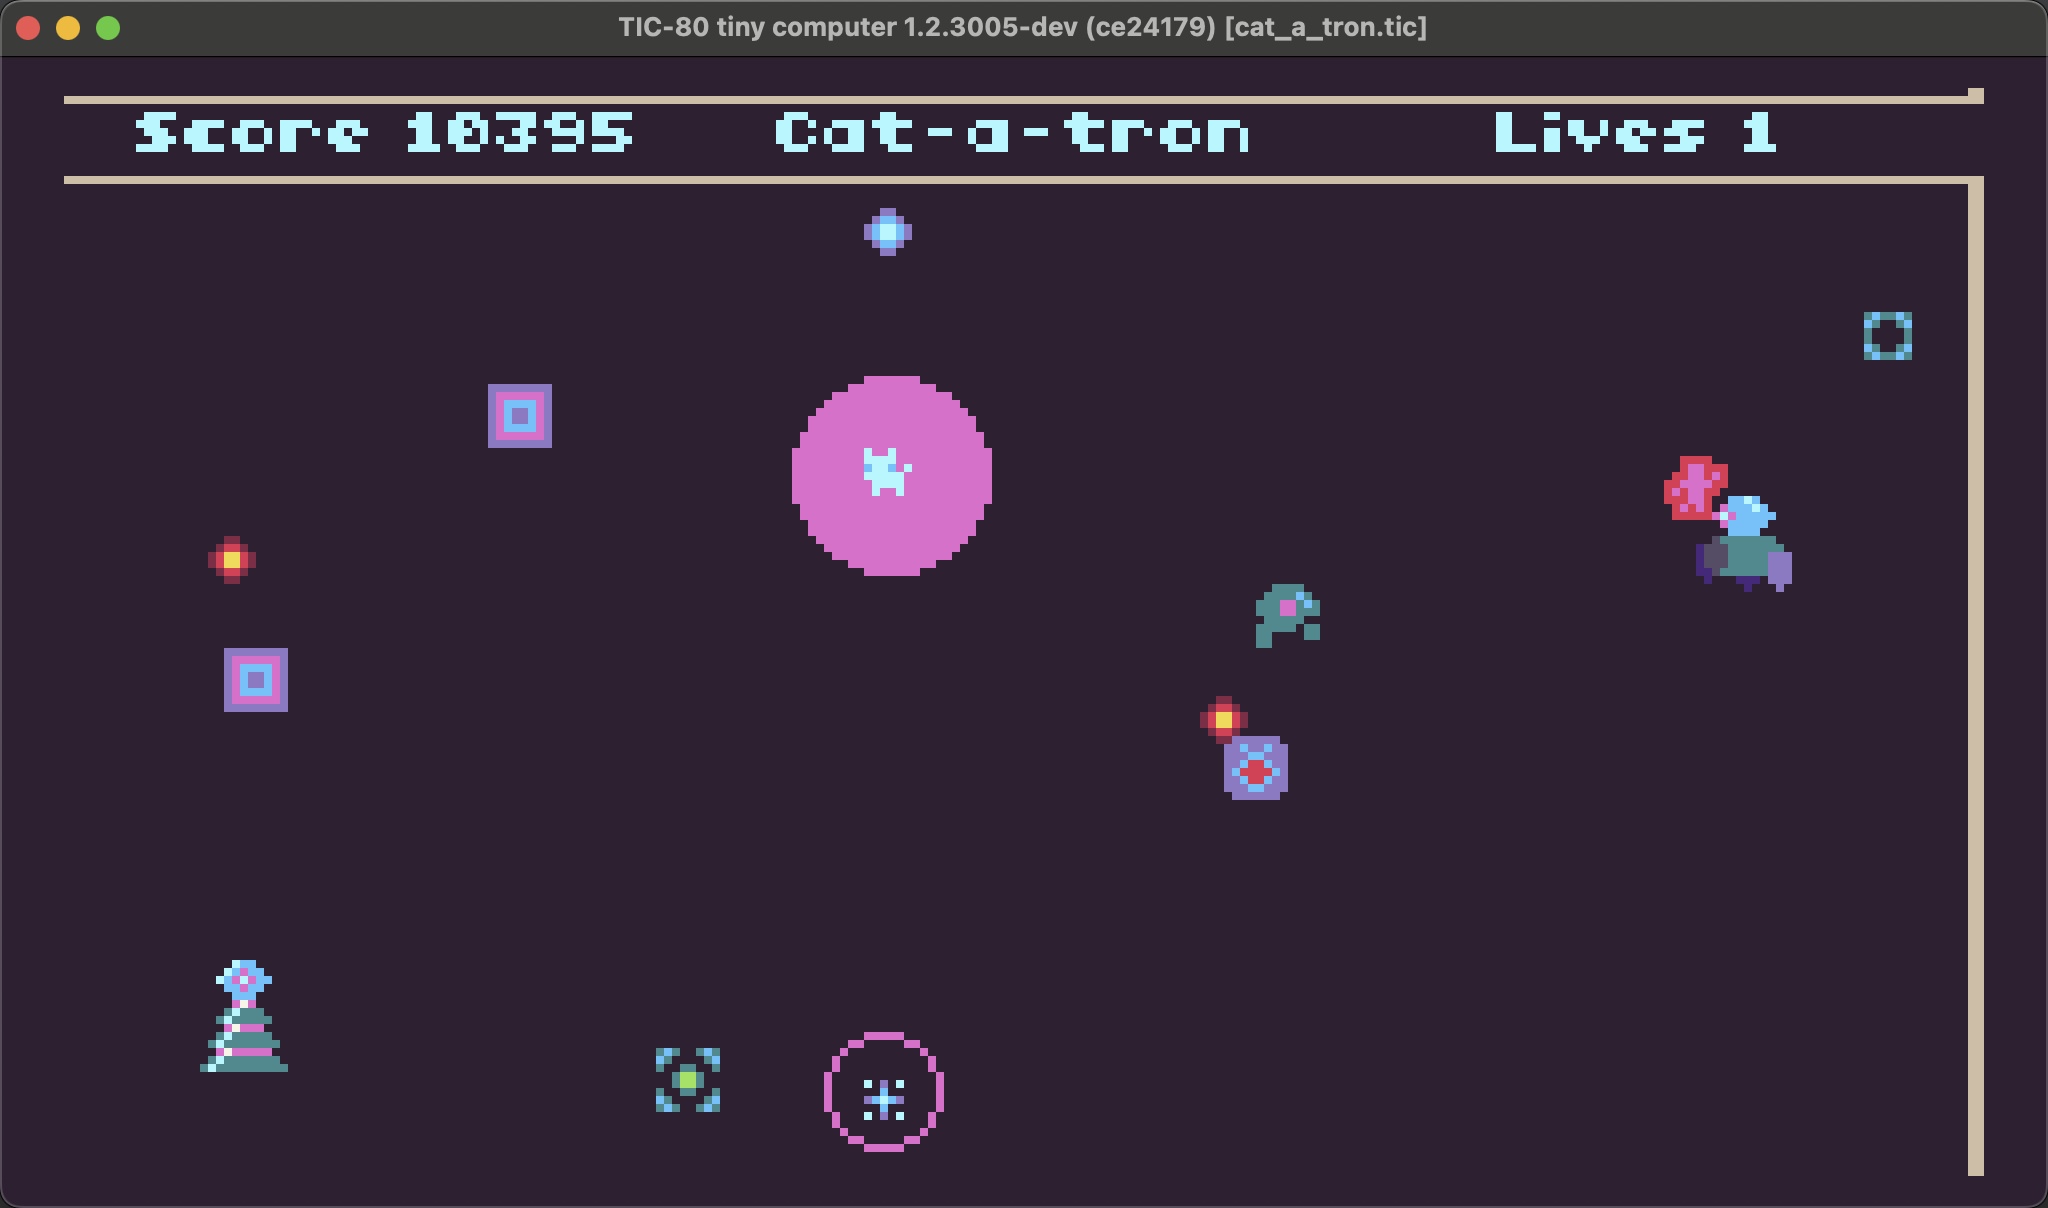 TIC-80 tiny computer 1.2.3005-dev (ce24179) [cat_a_tron.tic]
Score 10395 Cat-a-tron Lives 1